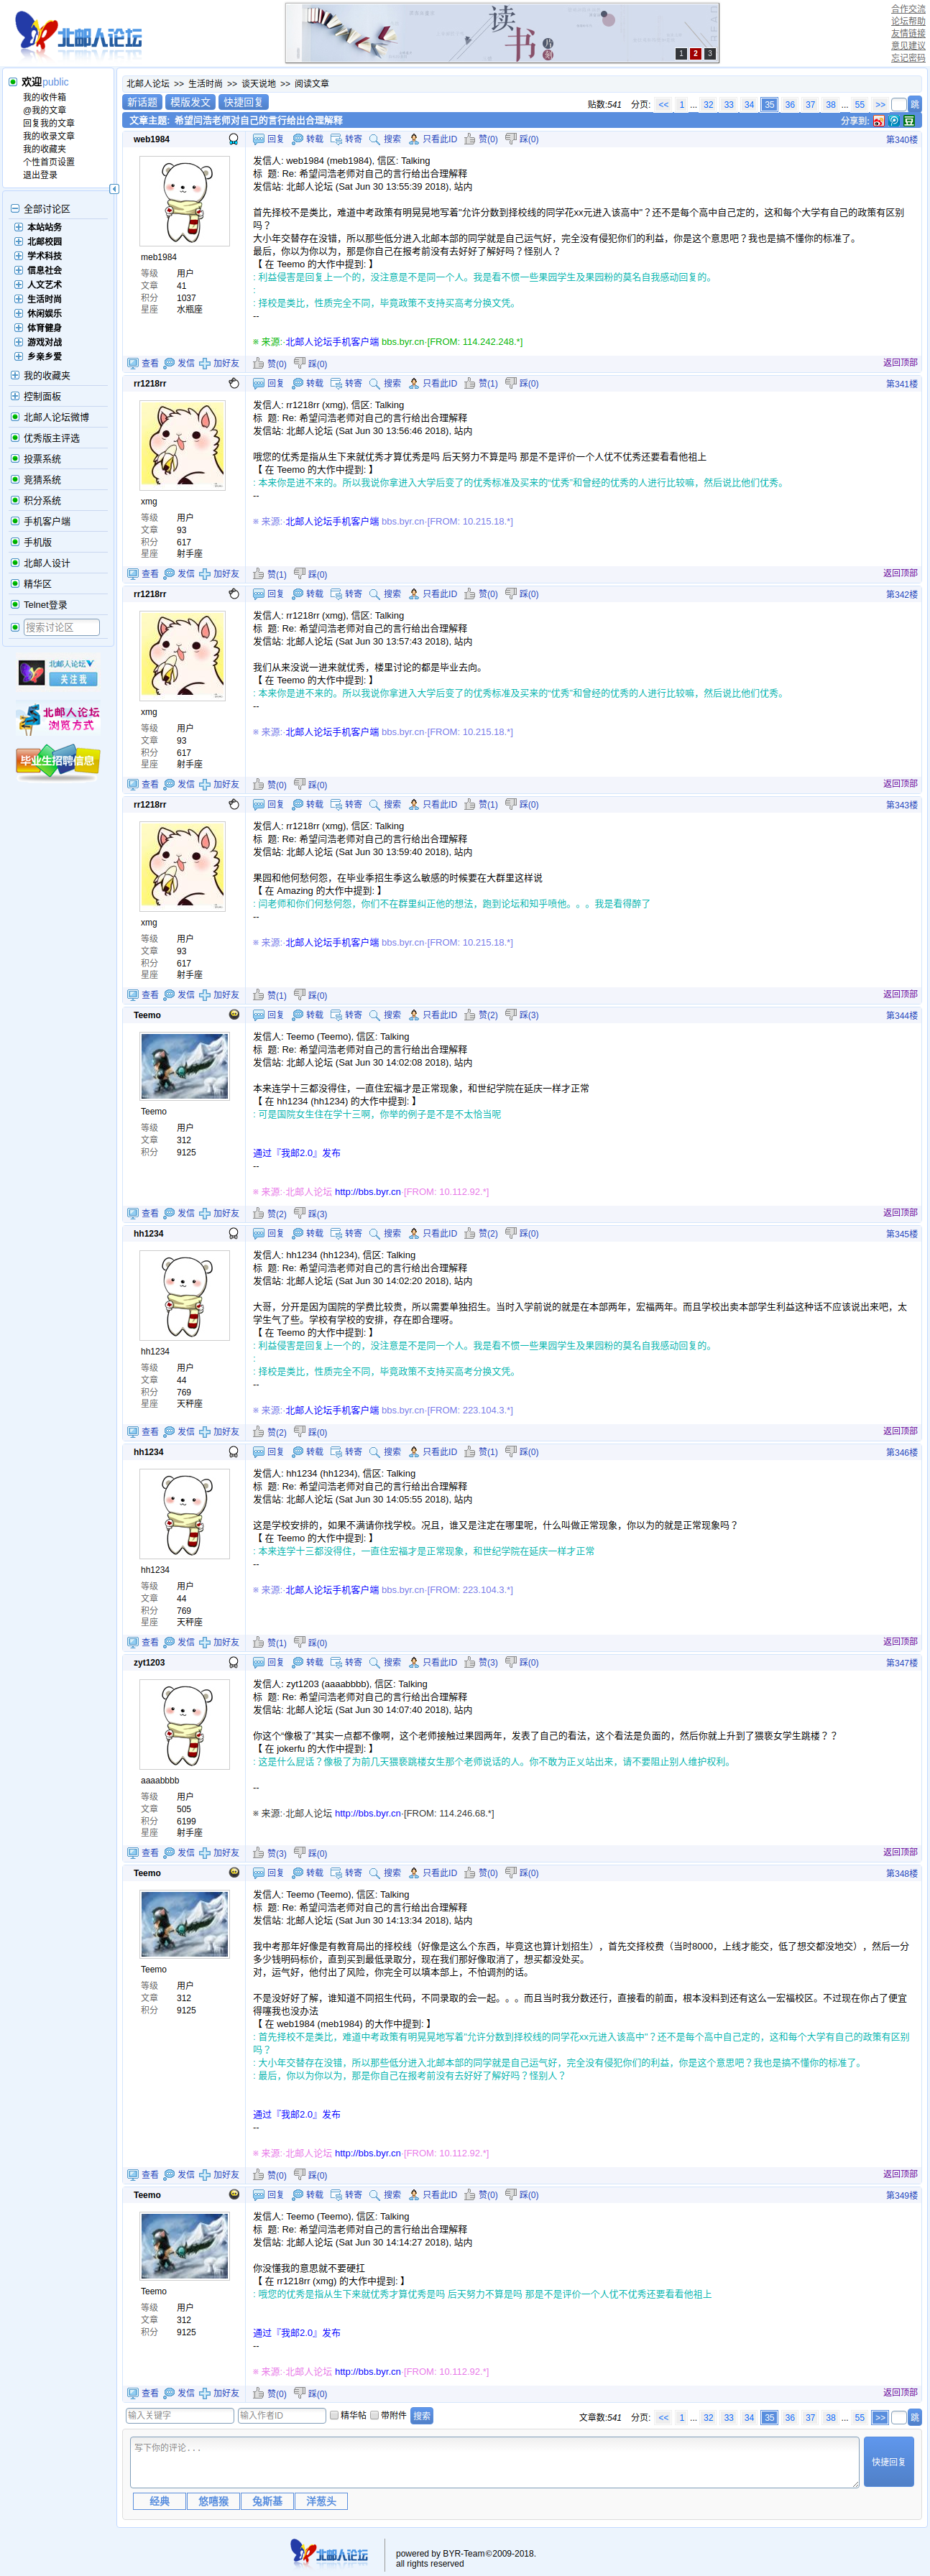 北邮人论坛
读书
时间
1 2 3
合作交流
论坛帮助
友情链接
意见建议
忘记密码
欢迎public
我的收件箱
@我的文章
回复我的文章
我的收录文章
我的收藏夹
个性首页设置
退出登录
全部讨论区
本站站务
北邮校园
学术科技
信息社会
人文艺术
生活时尚
休闲娱乐
体育健身
游戏对战
乡亲乡爱
我的收藏夹
控制面板
北邮人论坛微博
优秀版主评选
投票系统
竞猜系统
积分系统
手机客户端
手机版
北邮人设计
精华区
Telnet登录
搜索讨论区
北邮人论坛
关注我
北邮人论坛
浏览方式
毕业生招聘信息
北邮人论坛 >> 生活时尚 >> 谈天说地 >> 阅读文章
新话题 模版发文 快捷回复
贴数:541 分页: << 1 ... 32 33 34 35 36 37 38 ... 55 >> 跳
文章主题: 希望闫浩老师对自己的言行给出合理解释 分享到: 豆
web1984 回复 转载 转寄 搜索 只看此ID 赞(0) 踩(0) 第340楼
meb1984
等级 用户
文章 41
积分 1037
星座 水瓶座
发信人: web1984 (meb1984), 信区: Talking
标 题: Re: 希望闫浩老师对自己的言行给出合理解释
发信站: 北邮人论坛 (Sat Jun 30 13:55:39 2018), 站内
首先择校不是类比，难道中考政策有明晃晃地写着"允许分数到择校线的同学花xx元进入该高中"？还不是每个高中自己定的，这和每个大学有自己的政策有区别吗？
大小年交替存在没错，所以那些低分进入北邮本部的同学就是自己运气好，完全没有侵犯你们的利益，你是这个意思吧？我也是搞不懂你的标准了。
最后，你以为你以为，那是你自己在报考前没有去好好了解好吗？怪别人？
【 在 Teemo 的大作中提到: 】
: 利益侵害是回复上一个的，没注意是不是同一个人。我是看不惯一些果园学生及果园粉的莫名自我感动回复的。
:
: 择校是类比，性质完全不同，毕竟政策不支持买高考分换文凭。
--
※ 来源:·北邮人论坛手机客户端 bbs.byr.cn·[FROM: 114.242.248.*]
查看 发信 加好友 赞(0) 踩(0) 返回顶部
rr1218rr 回复 转载 转寄 搜索 只看此ID 赞(1) 踩(0) 第341楼
xmg
等级 用户
文章 93
积分 617
星座 射手座
发信人: rr1218rr (xmg), 信区: Talking
标 题: Re: 希望闫浩老师对自己的言行给出合理解释
发信站: 北邮人论坛 (Sat Jun 30 13:56:46 2018), 站内
哦您的优秀是指从生下来就优秀才算优秀是吗 后天努力不算是吗 那是不是评价一个人优不优秀还要看看他祖上
【 在 Teemo 的大作中提到: 】
: 本来你是进不来的。所以我说你拿进入大学后变了的优秀标准及买来的“优秀”和曾经的优秀的人进行比较嘛，然后说比他们优秀。
--
※ 来源:·北邮人论坛手机客户端 bbs.byr.cn·[FROM: 10.215.18.*]
查看 发信 加好友 赞(1) 踩(0) 返回顶部
rr1218rr 回复 转载 转寄 搜索 只看此ID 赞(0) 踩(0) 第342楼
xmg
等级 用户
文章 93
积分 617
星座 射手座
发信人: rr1218rr (xmg), 信区: Talking
标 题: Re: 希望闫浩老师对自己的言行给出合理解释
发信站: 北邮人论坛 (Sat Jun 30 13:57:43 2018), 站内
我们从来没说一进来就优秀，楼里讨论的都是毕业去向。
【 在 Teemo 的大作中提到: 】
: 本来你是进不来的。所以我说你拿进入大学后变了的优秀标准及买来的“优秀”和曾经的优秀的人进行比较嘛，然后说比他们优秀。
--
※ 来源:·北邮人论坛手机客户端 bbs.byr.cn·[FROM: 10.215.18.*]
查看 发信 加好友 赞(0) 踩(0) 返回顶部
rr1218rr 回复 转载 转寄 搜索 只看此ID 赞(1) 踩(0) 第343楼
xmg
等级 用户
文章 93
积分 617
星座 射手座
发信人: rr1218rr (xmg), 信区: Talking
标 题: Re: 希望闫浩老师对自己的言行给出合理解释
发信站: 北邮人论坛 (Sat Jun 30 13:59:40 2018), 站内
果园和他何愁何怨，在毕业季招生季这么敏感的时候要在大群里这样说
【 在 Amazing 的大作中提到: 】
: 闫老师和你们何愁何怨，你们不在群里纠正他的想法，跑到论坛和知乎喷他。。。我是看得醉了
--
※ 来源:·北邮人论坛手机客户端 bbs.byr.cn·[FROM: 10.215.18.*]
查看 发信 加好友 赞(1) 踩(0) 返回顶部
Teemo 回复 转载 转寄 搜索 只看此ID 赞(2) 踩(3) 第344楼
Teemo
等级 用户
文章 312
积分 9125
发信人: Teemo (Teemo), 信区: Talking
标 题: Re: 希望闫浩老师对自己的言行给出合理解释
发信站: 北邮人论坛 (Sat Jun 30 14:02:08 2018), 站内
本来连学十三都没得住，一直住宏福才是正常现象，和世纪学院在延庆一样才正常
【 在 hh1234 (hh1234) 的大作中提到: 】
: 可是国院女生住在学十三啊，你举的例子是不是不太恰当呢
通过『我邮2.0』发布
--
※ 来源:·北邮人论坛 http://bbs.byr.cn·[FROM: 10.112.92.*]
查看 发信 加好友 赞(2) 踩(3) 返回顶部
hh1234 回复 转载 转寄 搜索 只看此ID 赞(2) 踩(0) 第345楼
hh1234
等级 用户
文章 44
积分 769
星座 天秤座
发信人: hh1234 (hh1234), 信区: Talking
标 题: Re: 希望闫浩老师对自己的言行给出合理解释
发信站: 北邮人论坛 (Sat Jun 30 14:02:20 2018), 站内
大哥，分开是因为国院的学费比较贵，所以需要单独招生。当时入学前说的就是在本部两年，宏福两年。而且学校出卖本部学生利益这种话不应该说出来吧，太学生气了些。学校有学校的安排，存在即合理呀。
【 在 Teemo 的大作中提到: 】
: 利益侵害是回复上一个的，没注意是不是同一个人。我是看不惯一些果园学生及果园粉的莫名自我感动回复的。
:
: 择校是类比，性质完全不同，毕竟政策不支持买高考分换文凭。
--
※ 来源:·北邮人论坛手机客户端 bbs.byr.cn·[FROM: 223.104.3.*]
查看 发信 加好友 赞(2) 踩(0) 返回顶部
hh1234 回复 转载 转寄 搜索 只看此ID 赞(1) 踩(0) 第346楼
hh1234
等级 用户
文章 44
积分 769
星座 天秤座
发信人: hh1234 (hh1234), 信区: Talking
标 题: Re: 希望闫浩老师对自己的言行给出合理解释
发信站: 北邮人论坛 (Sat Jun 30 14:05:55 2018), 站内
这是学校安排的，如果不满请你找学校。况且，谁又是注定在哪里呢，什么叫做正常现象，你以为的就是正常现象吗？
【 在 Teemo 的大作中提到: 】
: 本来连学十三都没得住，一直住宏福才是正常现象，和世纪学院在延庆一样才正常
--
※ 来源:·北邮人论坛手机客户端 bbs.byr.cn·[FROM: 223.104.3.*]
查看 发信 加好友 赞(1) 踩(0) 返回顶部
zyt1203 回复 转载 转寄 搜索 只看此ID 赞(3) 踩(0) 第347楼
aaaabbbb
等级 用户
文章 505
积分 6199
星座 射手座
发信人: zyt1203 (aaaabbbb), 信区: Talking
标 题: Re: 希望闫浩老师对自己的言行给出合理解释
发信站: 北邮人论坛 (Sat Jun 30 14:07:40 2018), 站内
你这个“像极了”其实一点都不像啊，这个老师接触过果园两年，发表了自己的看法，这个看法是负面的，然后你就上升到了猥亵女学生跳楼？？
【 在 jokerfu 的大作中提到: 】
: 这是什么屁话？像极了为前几天猥亵跳楼女生那个老师说话的人。你不敢为正义站出来，请不要阻止别人维护权利。
--
※ 来源:·北邮人论坛 http://bbs.byr.cn·[FROM: 114.246.68.*]
查看 发信 加好友 赞(3) 踩(0) 返回顶部
Teemo 回复 转载 转寄 搜索 只看此ID 赞(0) 踩(0) 第348楼
Teemo
等级 用户
文章 312
积分 9125
发信人: Teemo (Teemo), 信区: Talking
标 题: Re: 希望闫浩老师对自己的言行给出合理解释
发信站: 北邮人论坛 (Sat Jun 30 14:13:34 2018), 站内
我中考那年好像是有教育局出的择校线（好像是这么个东西，毕竟这也算计划招生），首先交择校费（当时8000，上线才能交，低了想交都没地交），然后一分多少钱明码标价，直到买到最低录取分，现在我们那好像取消了，想买都没处买。
对，运气好，他付出了风险，你完全可以填本部上，不怕调剂的话。
不是没好好了解，谁知道不同招生代码，不同录取的会一起。。。而且当时我分数还行，直接看的前面，根本没料到还有这么一宏福校区。不过现在你占了便宜得嚯我也没办法
【 在 web1984 (meb1984) 的大作中提到: 】
: 首先择校不是类比，难道中考政策有明晃晃地写着"允许分数到择校线的同学花xx元进入该高中"？还不是每个高中自己定的，这和每个大学有自己的政策有区别吗？
: 大小年交替存在没错，所以那些低分进入北邮本部的同学就是自己运气好，完全没有侵犯你们的利益，你是这个意思吧？我也是搞不懂你的标准了。
: 最后，你以为你以为，那是你自己在报考前没有去好好了解好吗？怪别人？
通过『我邮2.0』发布
--
※ 来源:·北邮人论坛 http://bbs.byr.cn·[FROM: 10.112.92.*]
查看 发信 加好友 赞(0) 踩(0) 返回顶部
Teemo 回复 转载 转寄 搜索 只看此ID 赞(0) 踩(0) 第349楼
Teemo
等级 用户
文章 312
积分 9125
发信人: Teemo (Teemo), 信区: Talking
标 题: Re: 希望闫浩老师对自己的言行给出合理解释
发信站: 北邮人论坛 (Sat Jun 30 14:14:27 2018), 站内
你没懂我的意思就不要硬扛
【 在 rr1218rr (xmg) 的大作中提到: 】
: 哦您的优秀是指从生下来就优秀才算优秀是吗 后天努力不算是吗 那是不是评价一个人优不优秀还要看看他祖上
通过『我邮2.0』发布
--
※ 来源:·北邮人论坛 http://bbs.byr.cn·[FROM: 10.112.92.*]
查看 发信 加好友 赞(0) 踩(0) 返回顶部
输入关键字 输入作者ID 精华帖 带附件 搜索
文章数:541 分页: << 1 ... 32 33 34 35 36 37 38 ... 55 >> 跳
写下你的评论...
快捷回复
经典 悠嘻猴 兔斯基 洋葱头
北邮人论坛
powered by BYR-Team©2009-2018.
all rights reserved